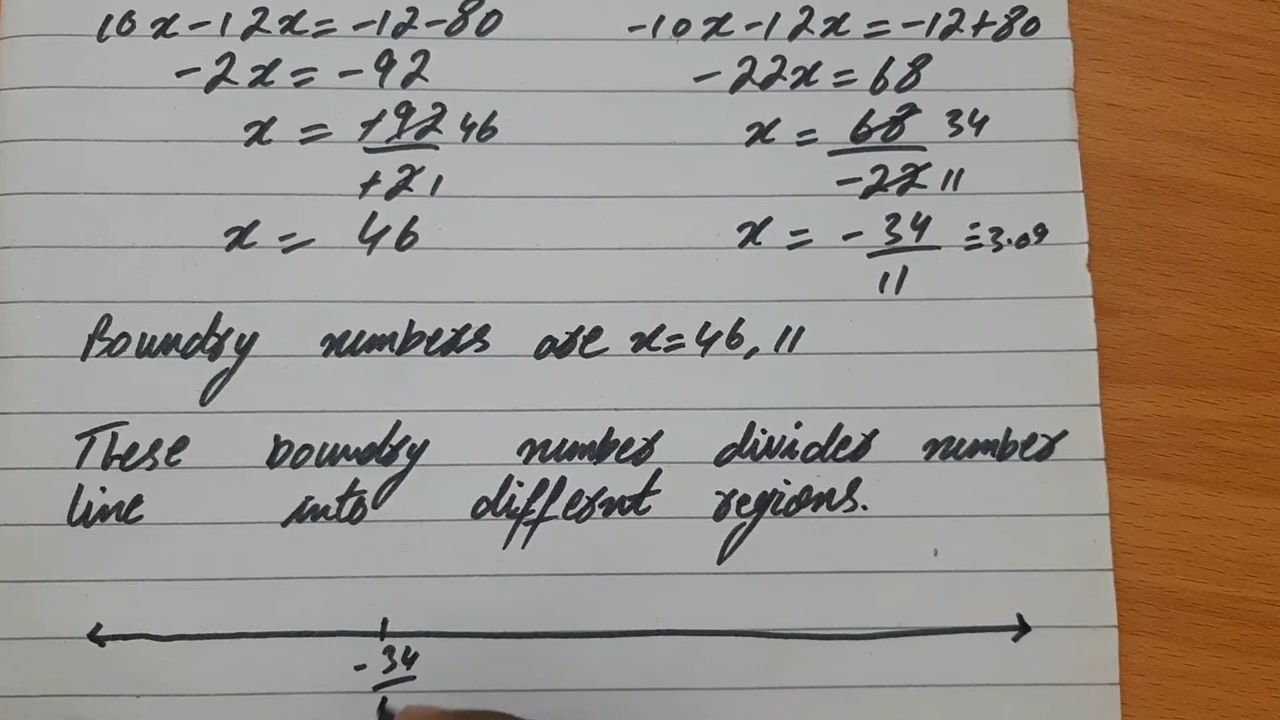 10x-12x=-12-80
-10x-12x=-12+80
-2x=-92
-22x=68
x = +92 46
+2 1
x = 68 34
-22 11
x = 46
x = - 34 = 3.09
11
Boundry numbers are x=46, 11
These boundry number divides number
line into different regions.
- 34